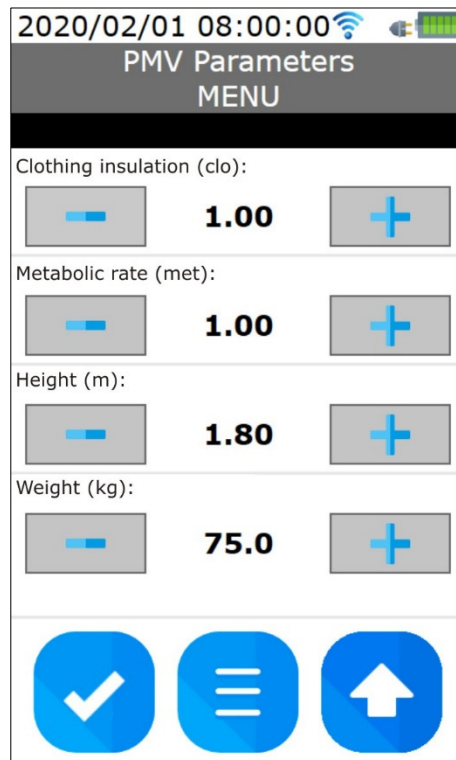 2020/02/01 08:00:00
PMV Parameters
MENU
Clothing insulation (clo):
1.00
Metabolic rate (met):
1.00
Height (m):
1.80
Weight (kg):
75.0